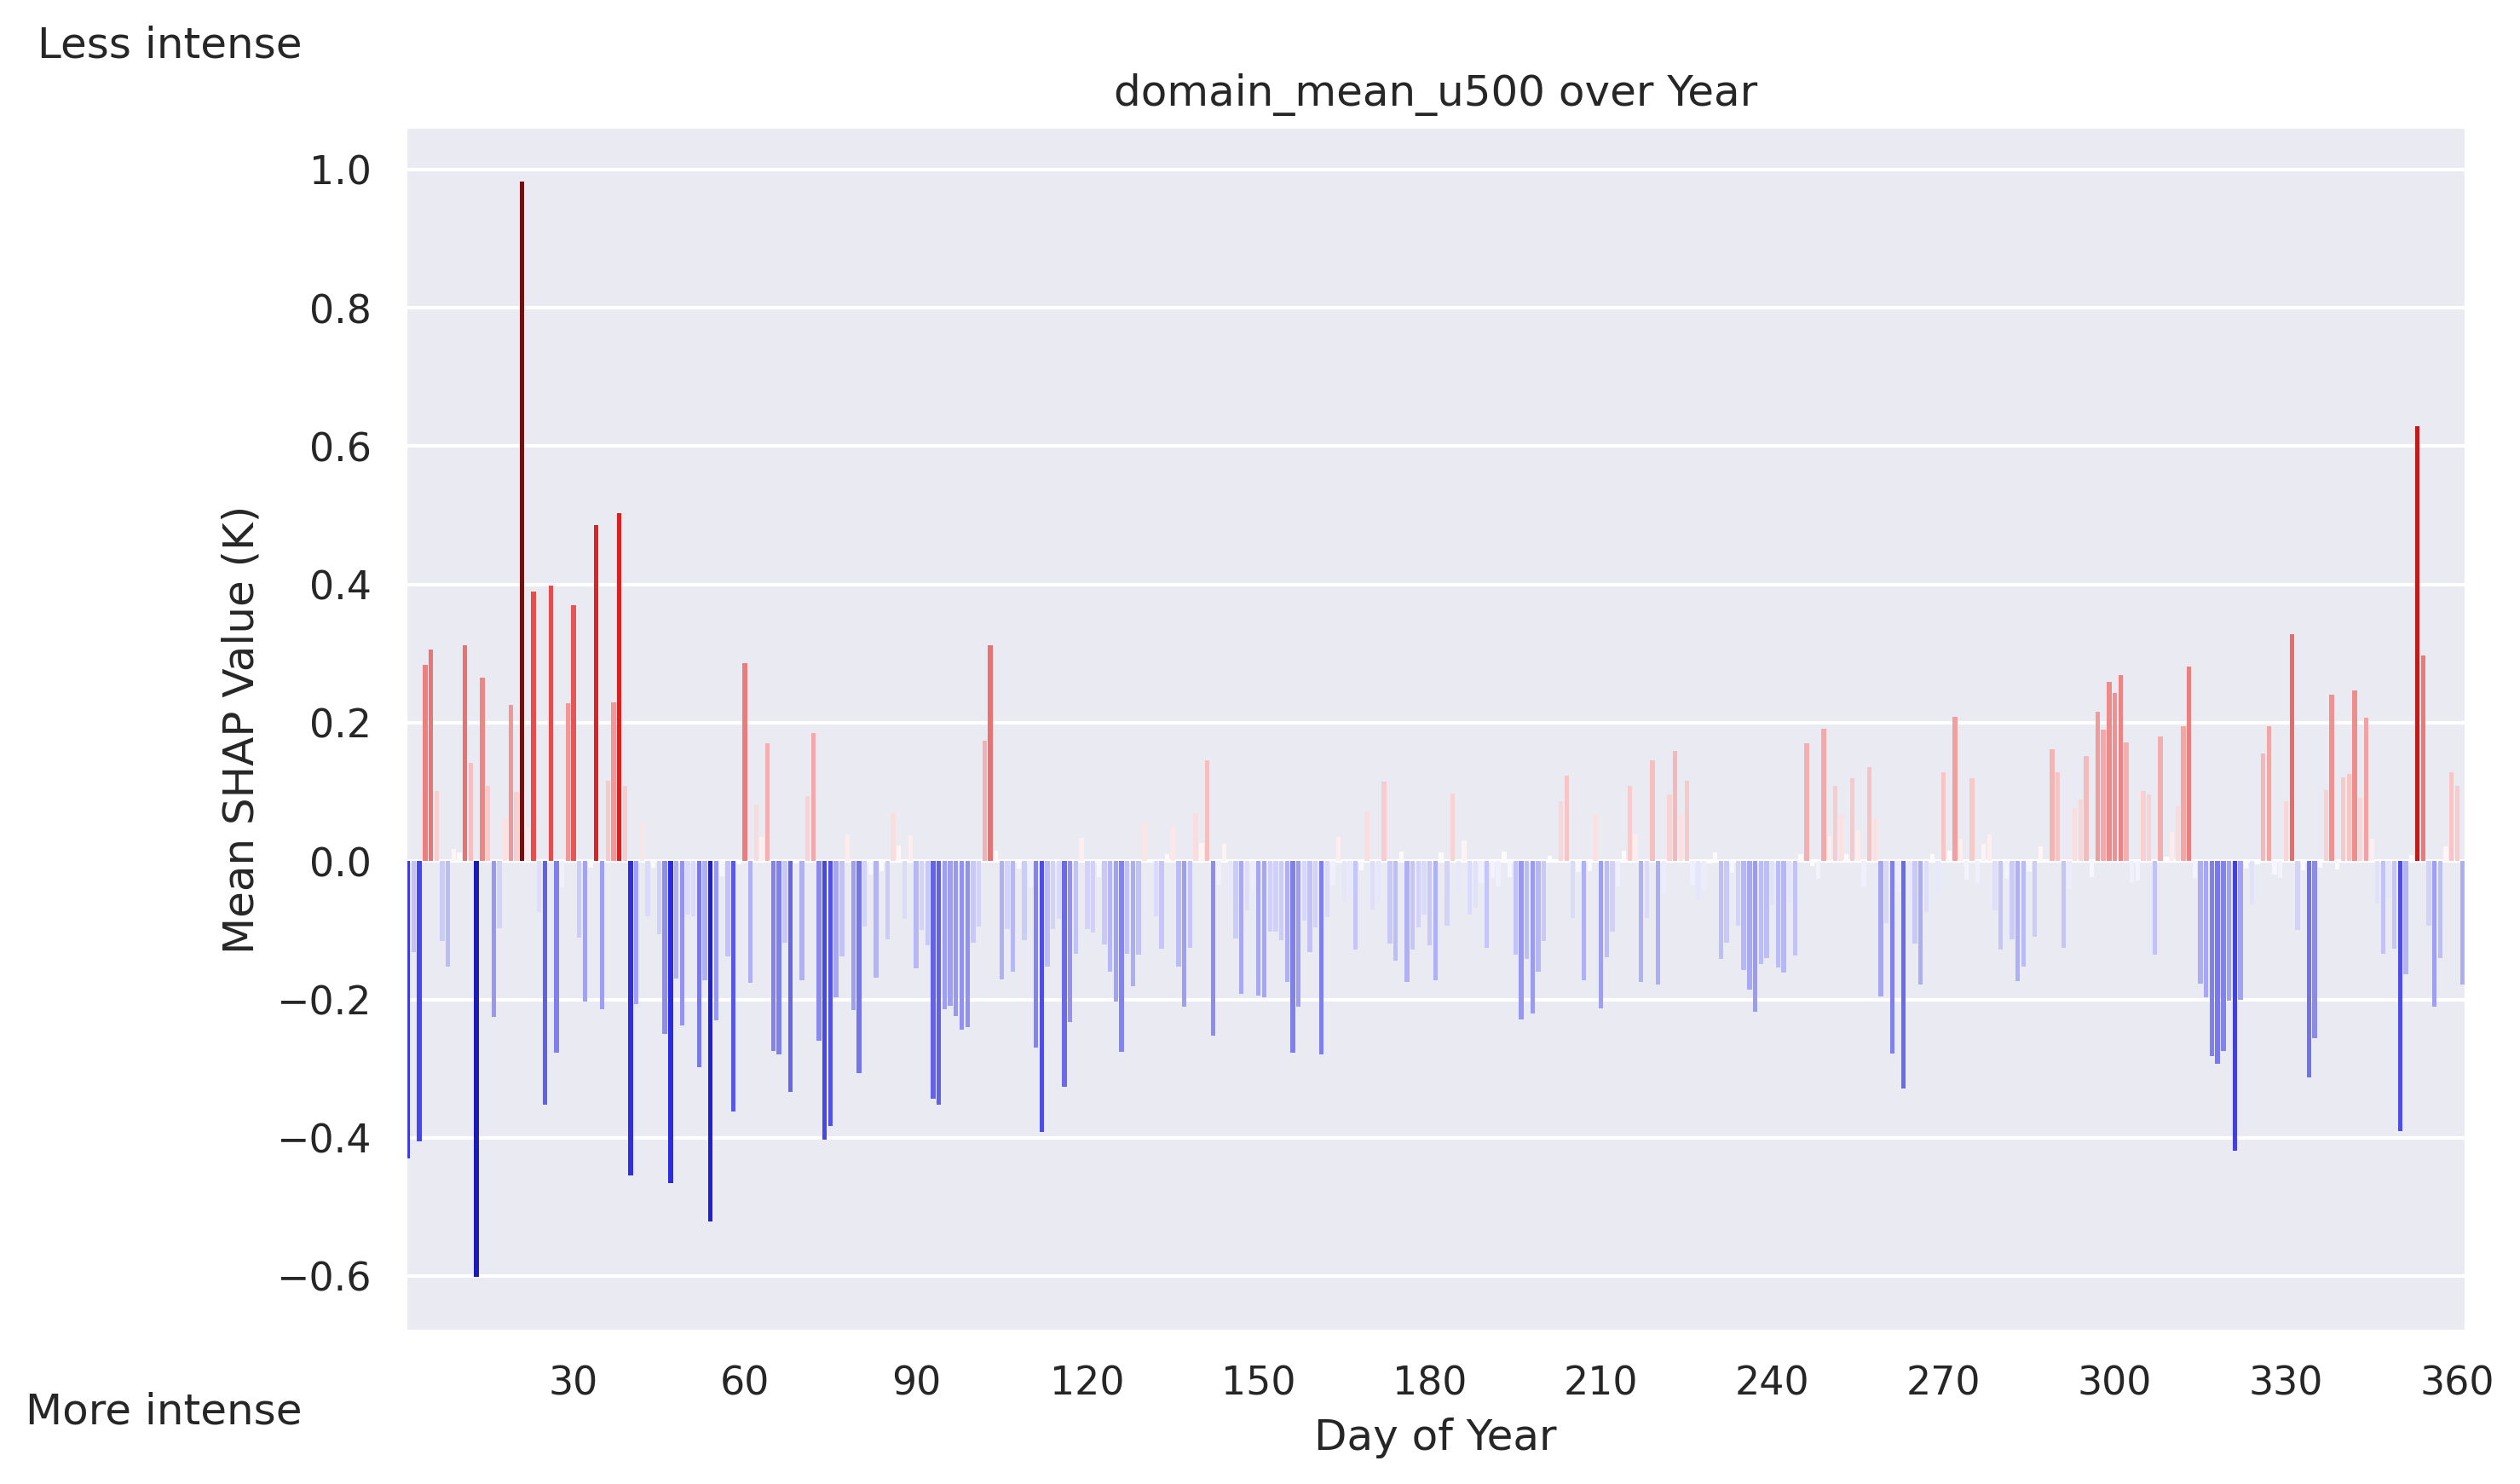 Less intense
domain_mean_u500 over Year
1.0
0.8
0.6
0.4
0.2
0.0
−0.2
−0.4
−0.6
Mean SHAP Value (K)
30 60 90 120 150 180 210 240 270 300 330 360
More intense
Day of Year